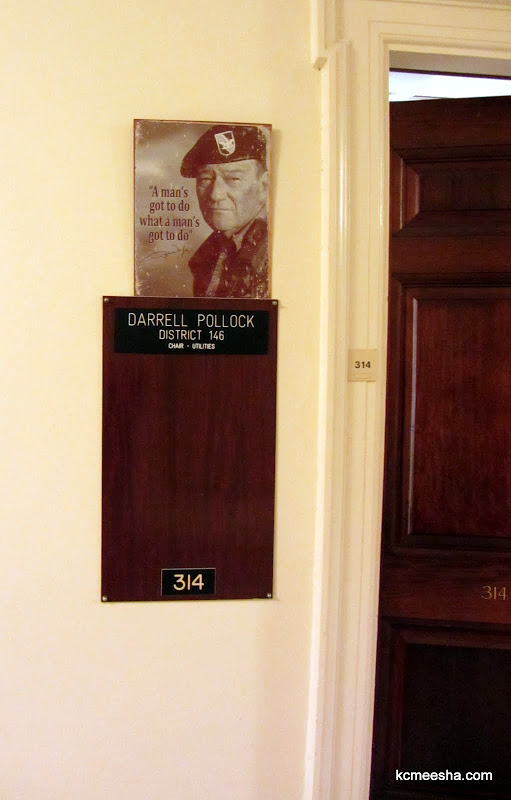 "A man's
got to do
what a man's
got to do"
DARRELL POLLOCK
DISTRICT 146
CHAIR - UTILITIES
314
314
314
kcmeesha.com